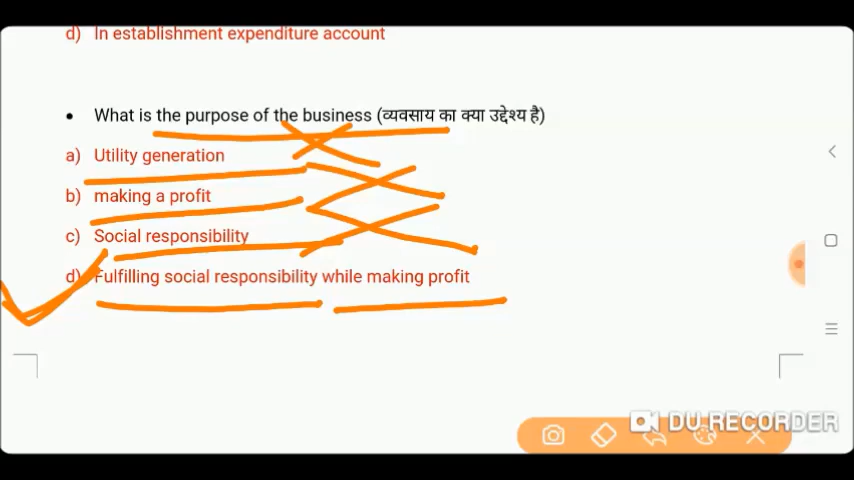 d) In establishment expenditure account
• What is the purpose of the business (व्यवसाय का क्या उद्देश्य है)
a) Utility generation
b) making a profit
c) Social responsibility
d) Fulfilling social responsibility while making profit
DU RECORDER